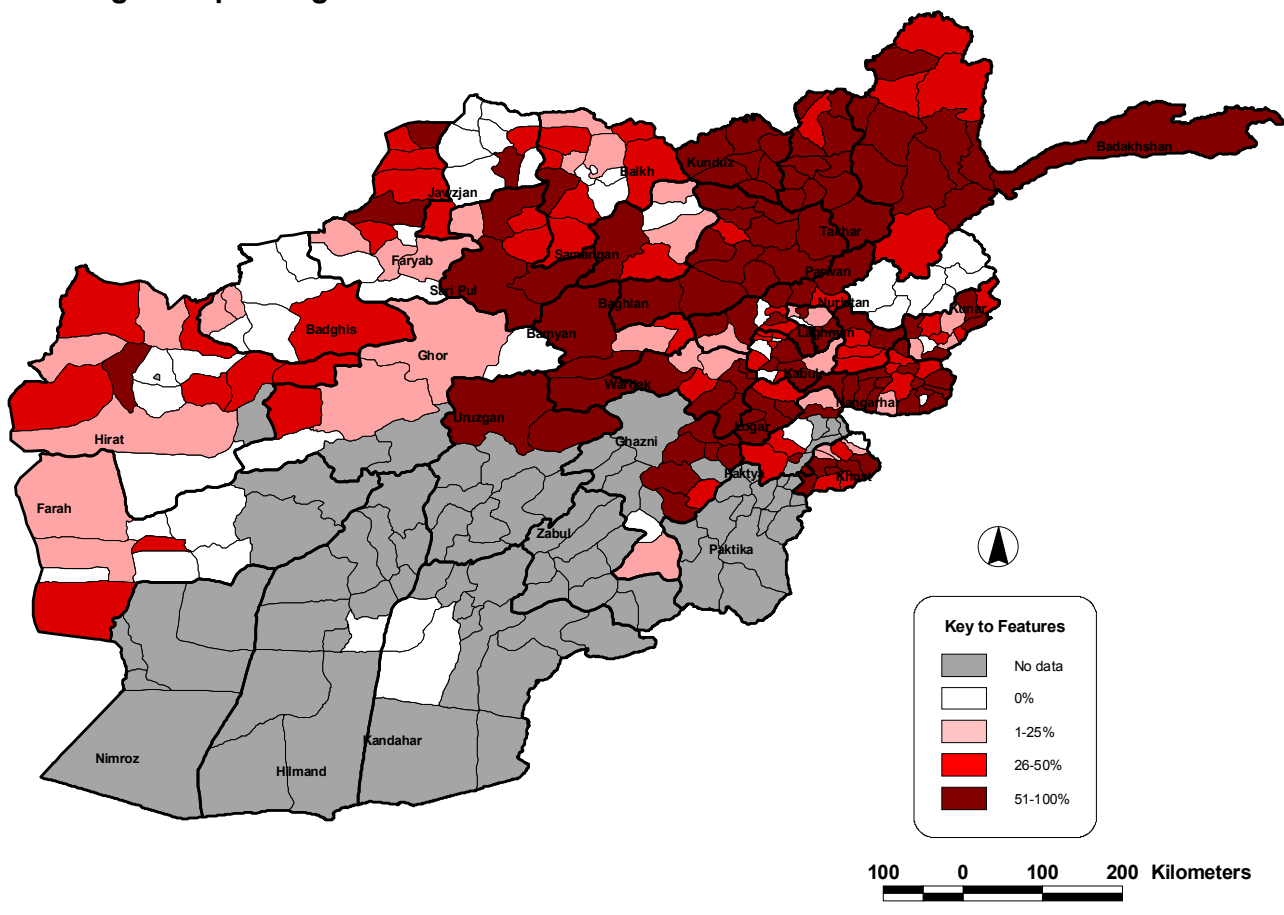 Badakhshan
Kunduz
Balkh
Jawzjan
Takhar
Samangan
Faryab
Parwan
Sari Pul
Baghlan
Nuristan
Kunar
Badghis
Bamyan
Laghman
Ghor
Kabul
Wardak
Nangarhar
Uruzgan
Logar
Hirat
Ghazni
Paktya
Khost
Farah
Zabul
Paktika
Kandahar
Nimroz
Hilmand
Key to Features
No data
0%
1-25%
26-50%
51-100%
100 0 100 200 Kilometers